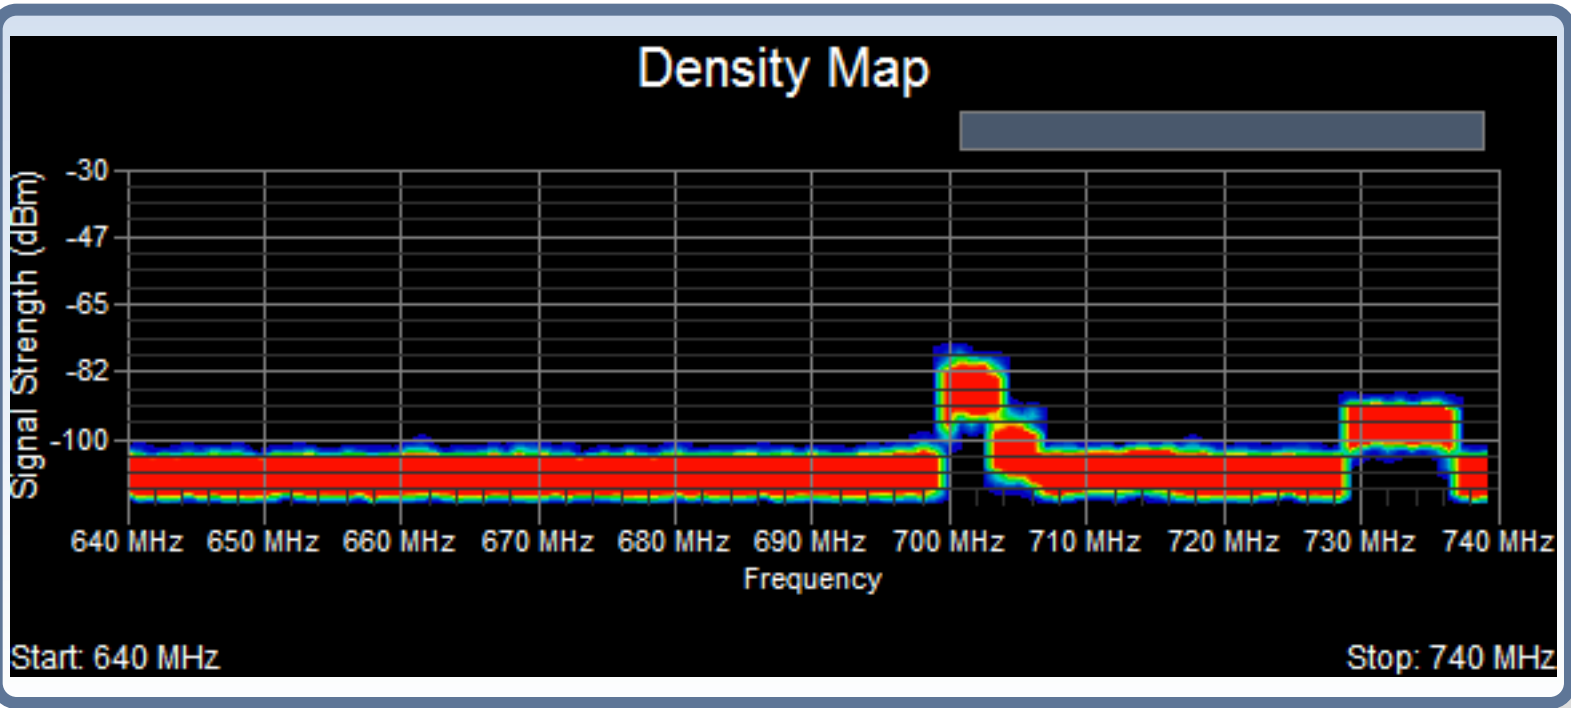 Density Map
Signal Strength (dBm)
-30
-47
-65
-82
-100
640 MHz 650 MHz 660 MHz 670 MHz 680 MHz 690 MHz 700 MHz 710 MHz 720 MHz 730 MHz 740 MHz
Frequency
Start: 640 MHz Stop: 740 MHz